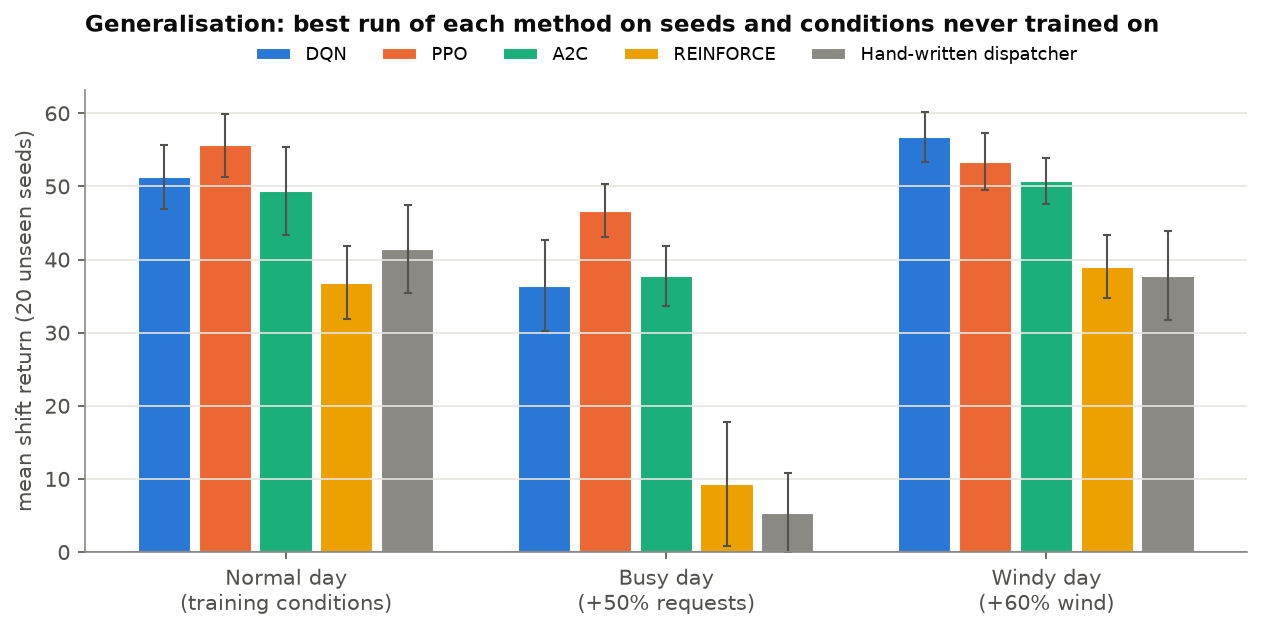 Generalisation: best run of each method on seeds and conditions never trained on
DQN PPO A2C REINFORCE Hand-written dispatcher
mean shift return (20 unseen seeds)
60
50
40
30
20
10
0
Normal day
(training conditions)
Busy day
(+50% requests)
Windy day
(+60% wind)